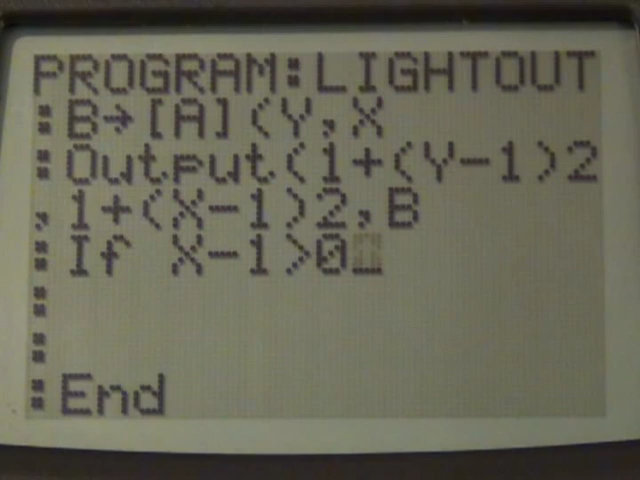 PROGRAM:LIGHTOUT
:B→[A](Y,X
:Output(1+(Y-1)2
,1+(X-1)2,B
:If X-1>0
:
:
:End